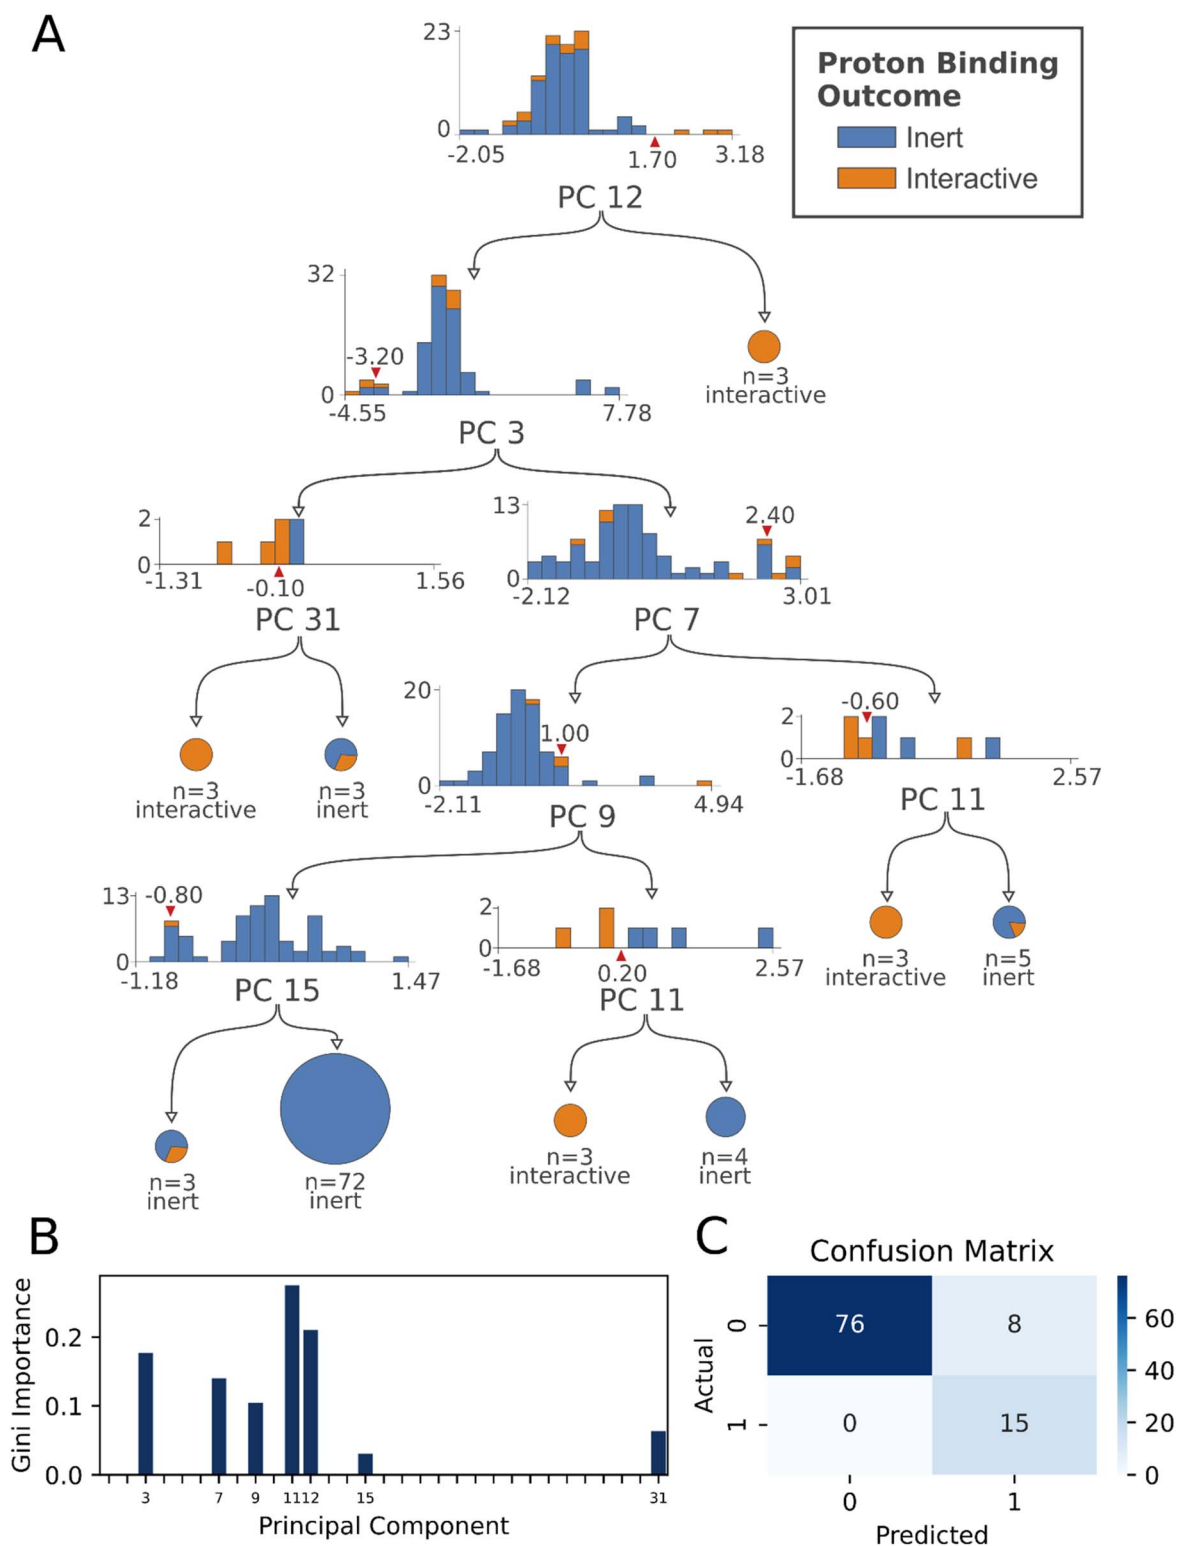 A
23
0
-2.05
1.70
3.18
PC 12
Proton Binding
Outcome
Inert
Interactive
32
0
-3.20
-4.55
7.78
PC 3
n=3
interactive
2
0
-1.31
-0.10
1.56
PC 31
13
0
2.40
-2.12
3.01
PC 7
n=3
interactive
n=3
inert
20
0
1.00
-2.11
4.94
PC 9
2
0
-0.60
-1.68
2.57
PC 11
13
0
-0.80
-1.18
1.47
PC 15
2
0
-1.68
0.20
2.57
PC 11
n=3
interactive
n=5
inert
n=3
inert
n=72
inert
n=3
interactive
n=4
inert
B
Gini Importance
0.2
0.1
0.0
3 7 9 11 12 15 31
Principal Component
C
Confusion Matrix
Actual
0
1
76 8
0 15
0 1
Predicted
60
40
20
0